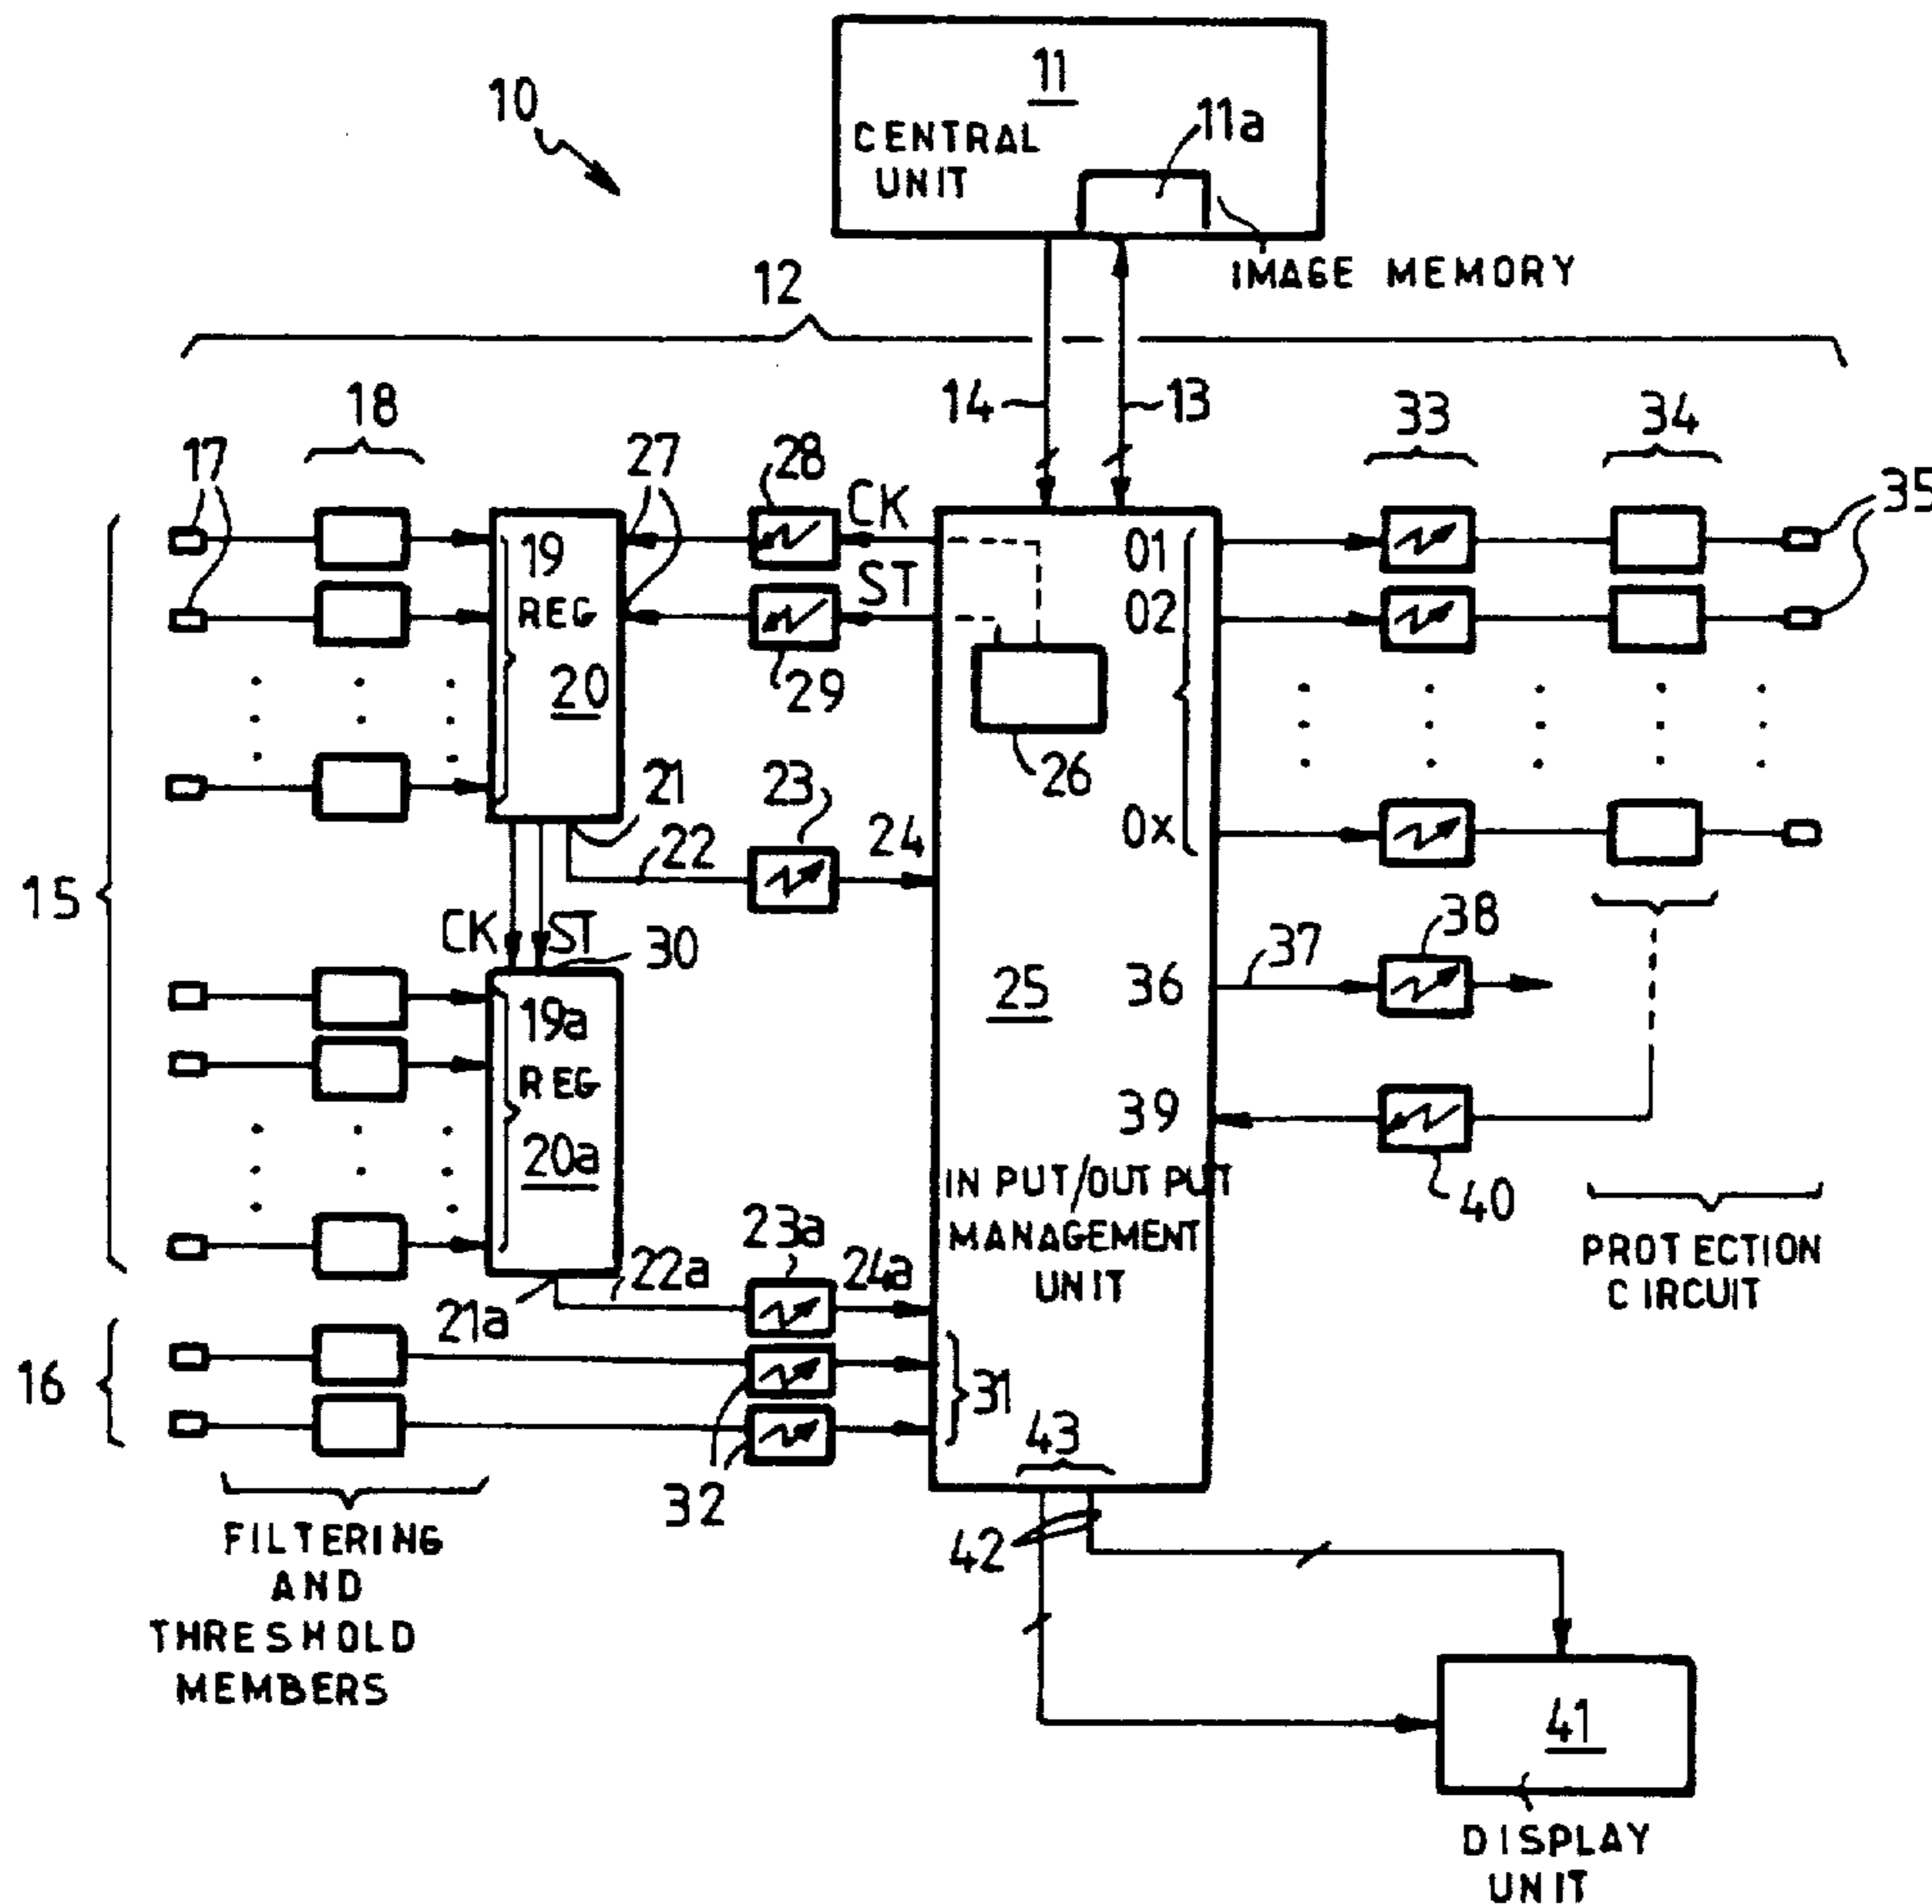 11
10
11a
CENTRAL
UNIT
IMAGE MEMORY
12
14
13
18
33
34
17
27
28
CK
35
19
01
ST
REG
02
20
29
26
21
23
0x
22
24
15
CK
ST
30
38
37
25
36
19a
REG
39
20a
IN PUT/OUT PUT
MANAGEMENT
UNIT
40
23a
22a
24a
PROTECTION
CIRCUIT
21a
16
31
43
32
42
FILTERING
AND
THRESHOLD
MEMBERS
41
DISPLAY
UNIT